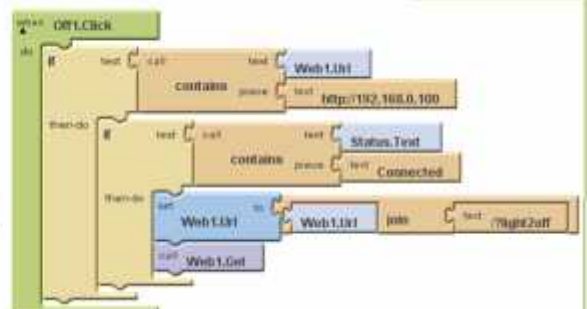 when Off1.Click
do if test call text Web1.Url
contains piece text http://192.168.0.100
then-do if test call text Status.Text
contains piece text Connected
then-do set Web1.Url to Web1.Url join text /?light2off
call Web1.Get